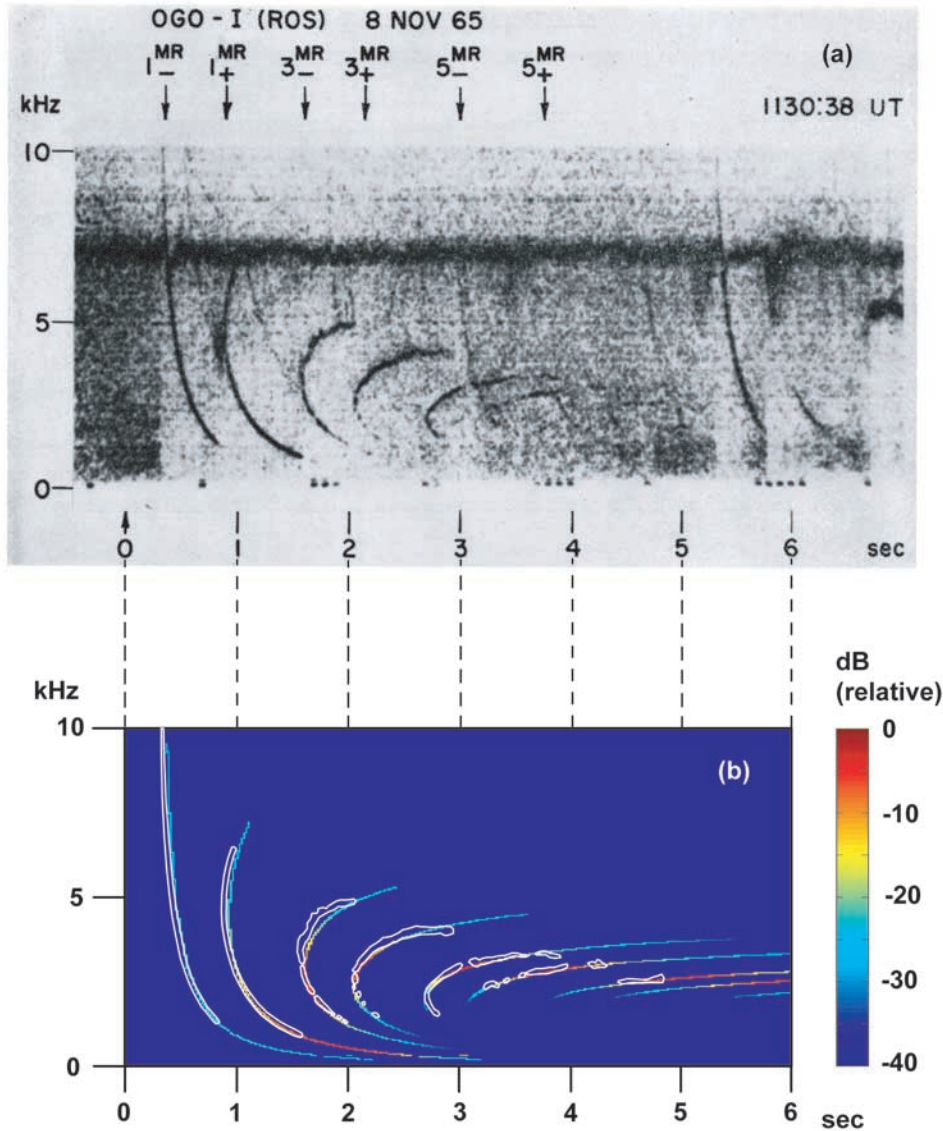 OGO - I (ROS) 8 NOV 65
1 MR - 1 MR + 3 MR - 3 MR + 5 MR - 5 MR + (a)
kHz 1130:38 UT
10
5
0
0 1 2 3 4 5 6 sec
dB
(relative)
kHz
10 (b) 0
-10
5 -20
-30
0 -40
0 1 2 3 4 5 6 sec